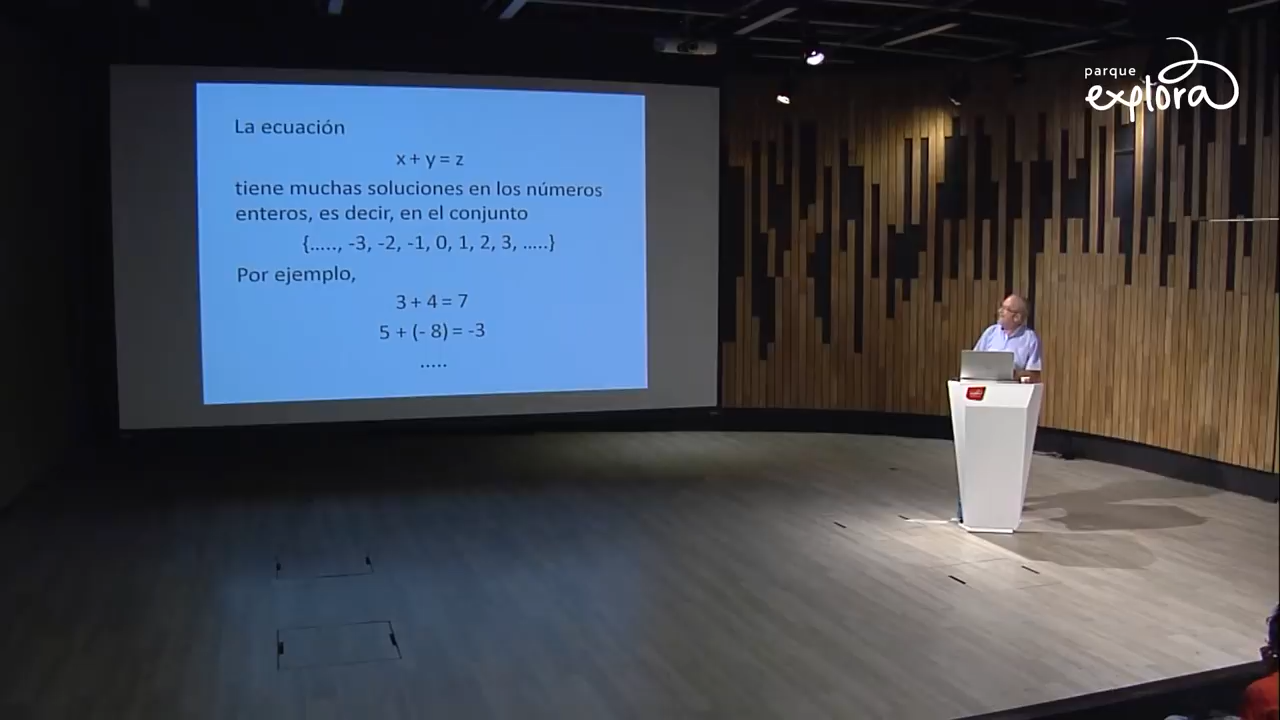 parque
explora
La ecuación
x + y = z
tiene muchas soluciones en los números
enteros, es decir, en el conjunto
{....., -3, -2, -1, 0, 1, 2, 3, .....}
Por ejemplo,
3 + 4 = 7
5 + (- 8) = -3
.....